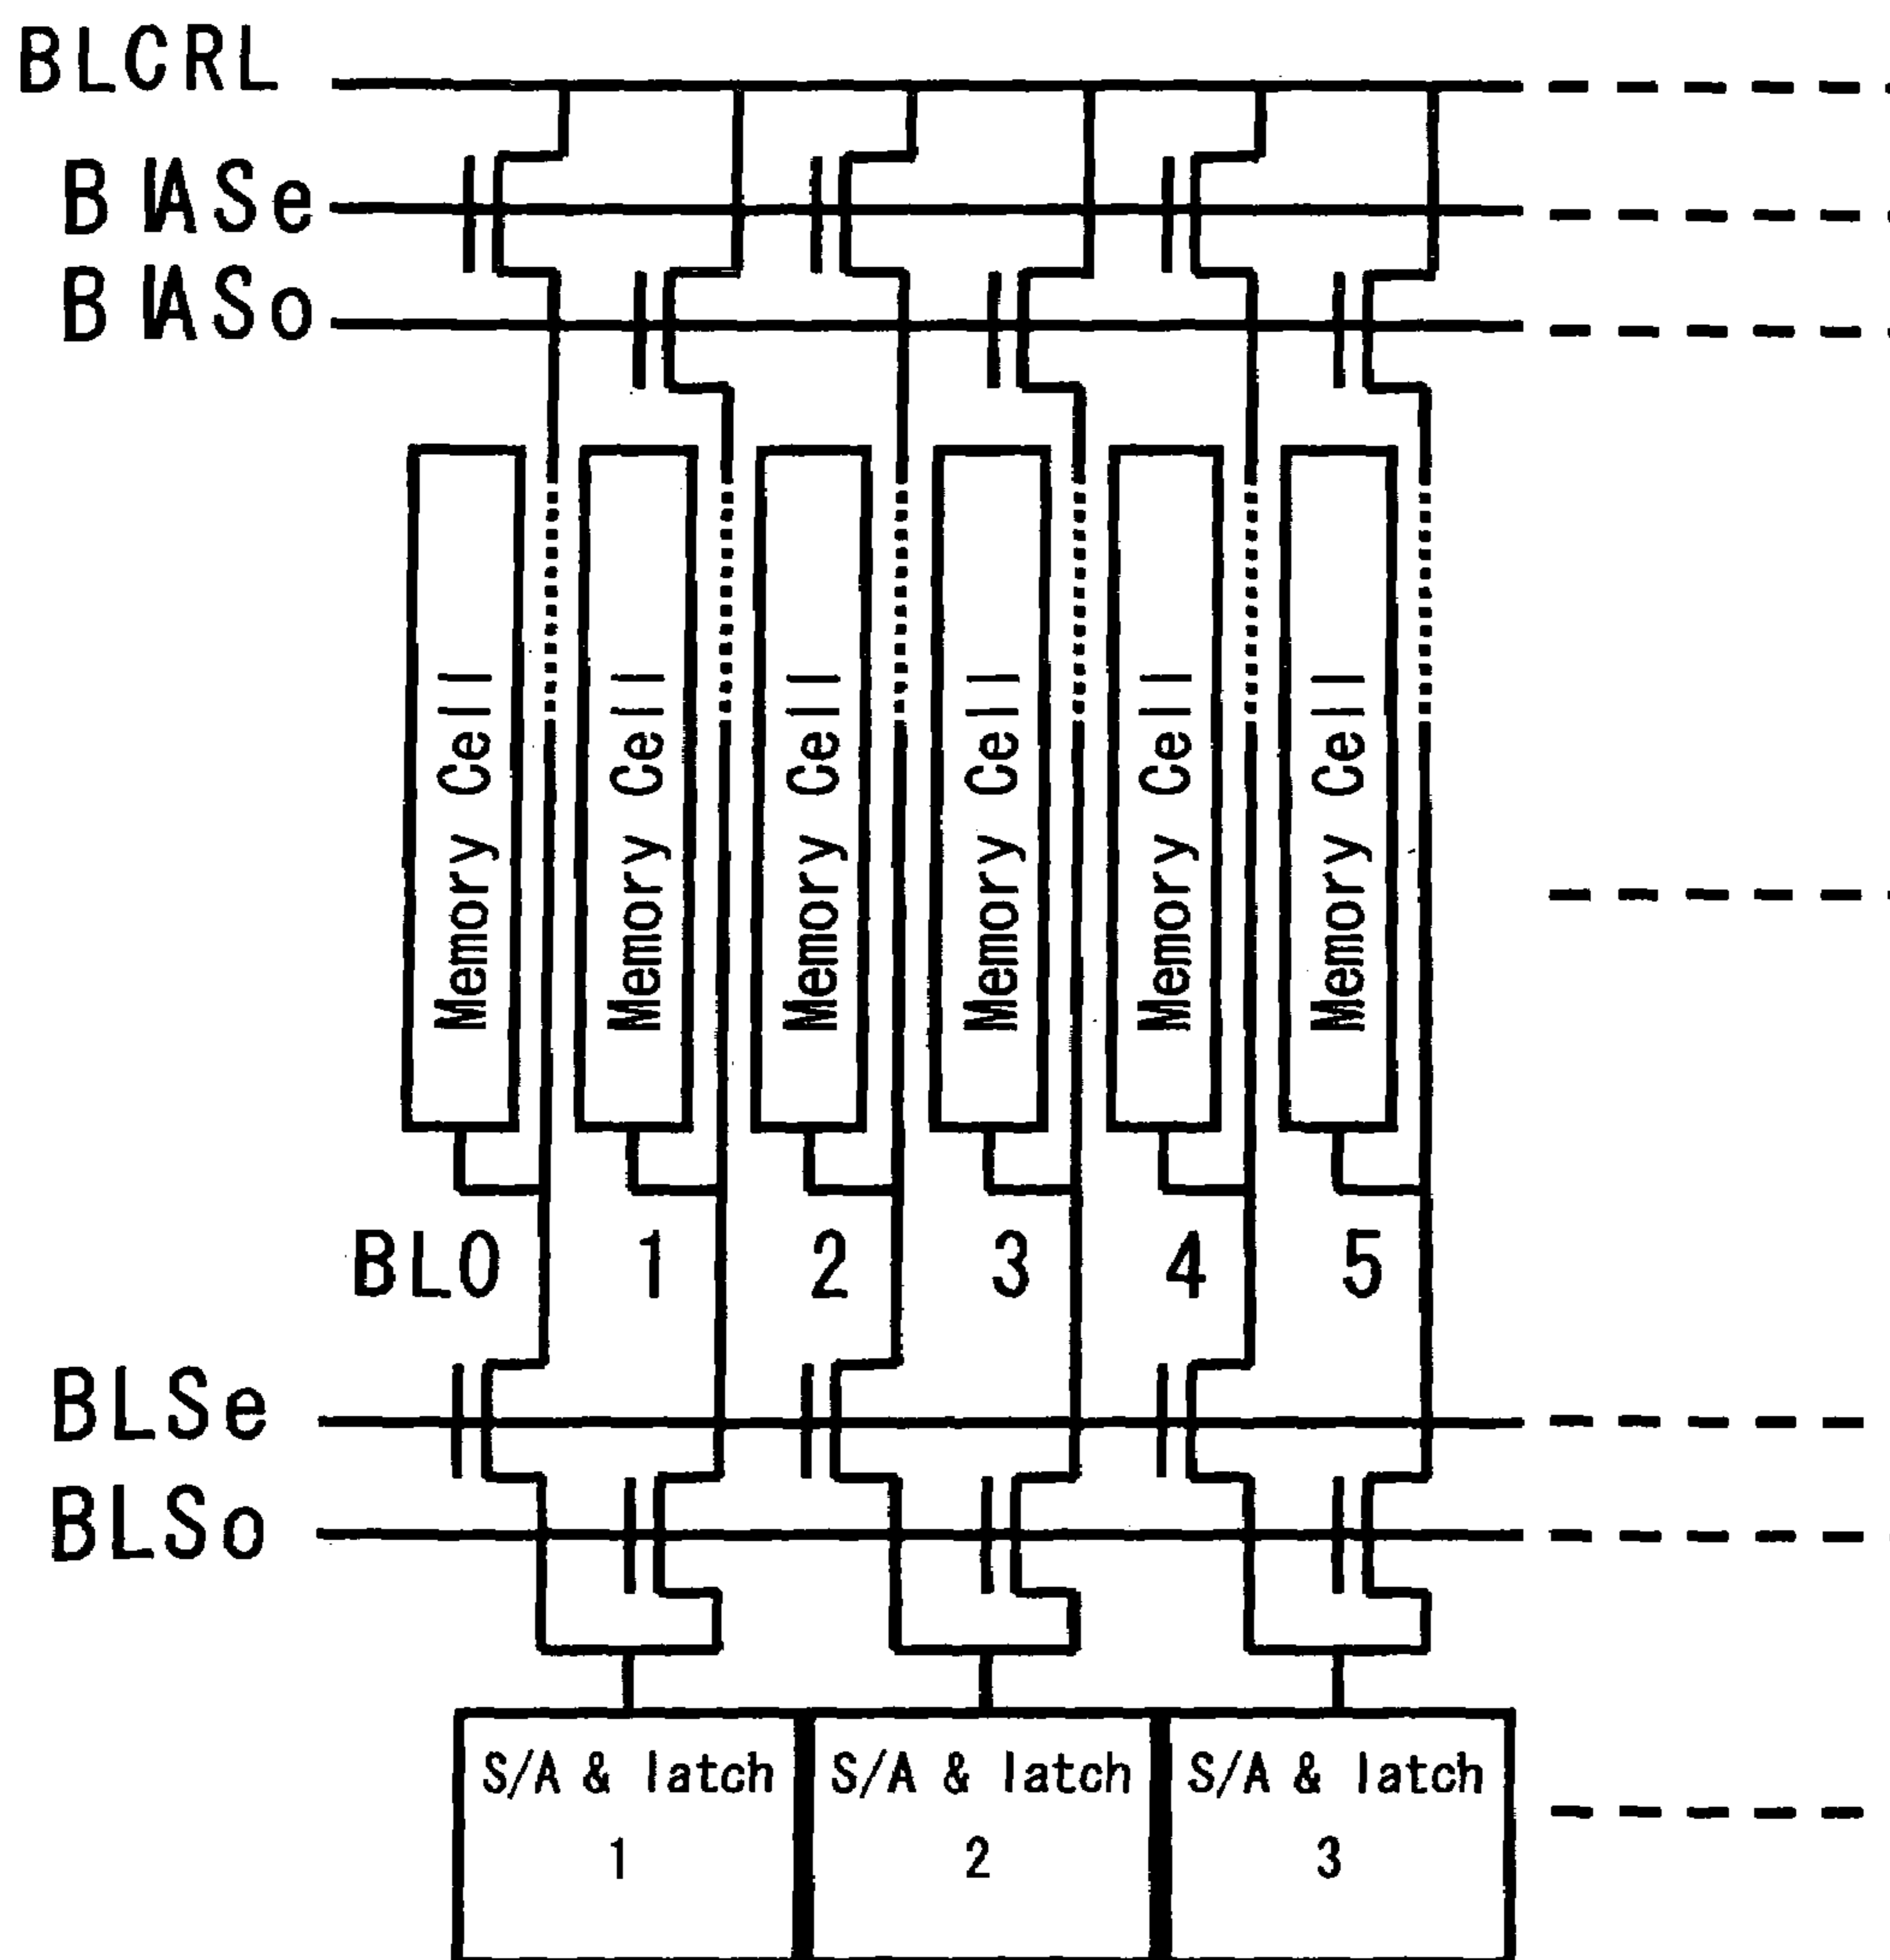 BLCRL
BIASe
BIASo
Memory Cell
Memory Cell
Memory Cell
Memory Cell
Memory Cell
Memory Cell
BL0 1 2 3 4 5
BLSe
BLSo
S/A & latch
1
S/A & latch
2
S/A & latch
3